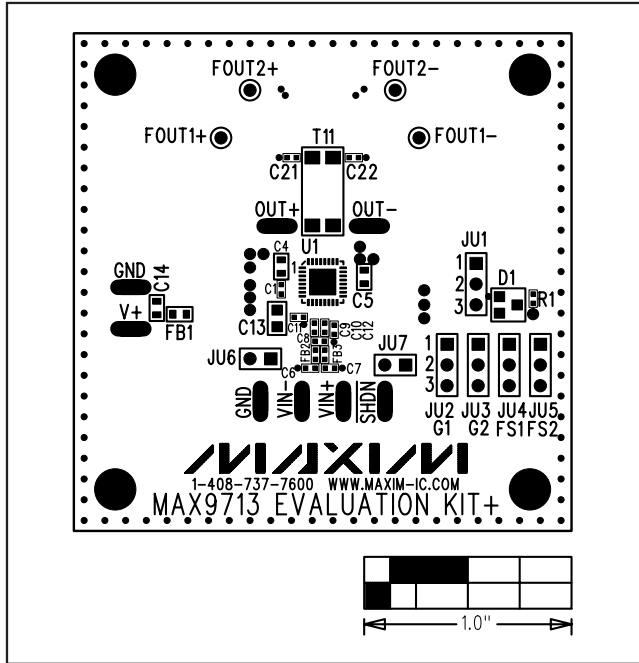 FOUT2+ FOUT2-
FOUT1+ T11 FOUT1-
C21 C22
OUT+ OUT-
U1
C4 JU1
GND C14 1 1 D1
C1 C5 2
V+ 3 R1
FB1 C13 C11
C9 C10 C12
C8
JU6 FB2 FB3 JU7 1
C6 C7 2
GND VIN- VIN+ SHDN 3
JU2 JU3 JU4 JU5
G1 G2 FS1 FS2
MAXIM
1-408-737-7600 WWW.MAXIM-IC.COM
MAX9713 EVALUATION KIT+
1.0"